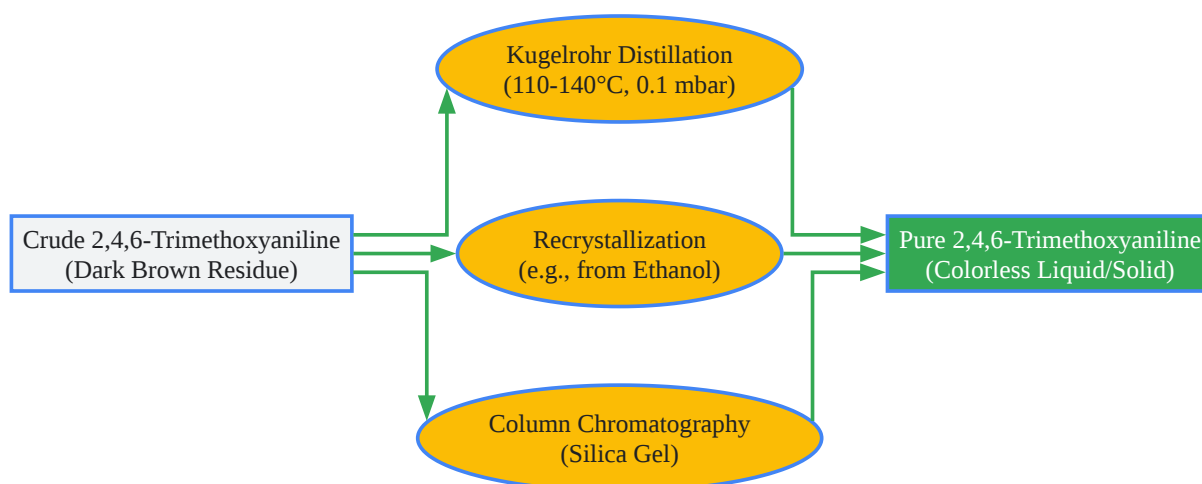 Kugelrohr Distillation
(110-140°C, 0.1 mbar)
Crude 2,4,6-Trimethoxyaniline
(Dark Brown Residue)
Recrystallization
(e.g., from Ethanol)
Pure 2,4,6-Trimethoxyaniline
(Colorless Liquid/Solid)
Column Chromatography
(Silica Gel)